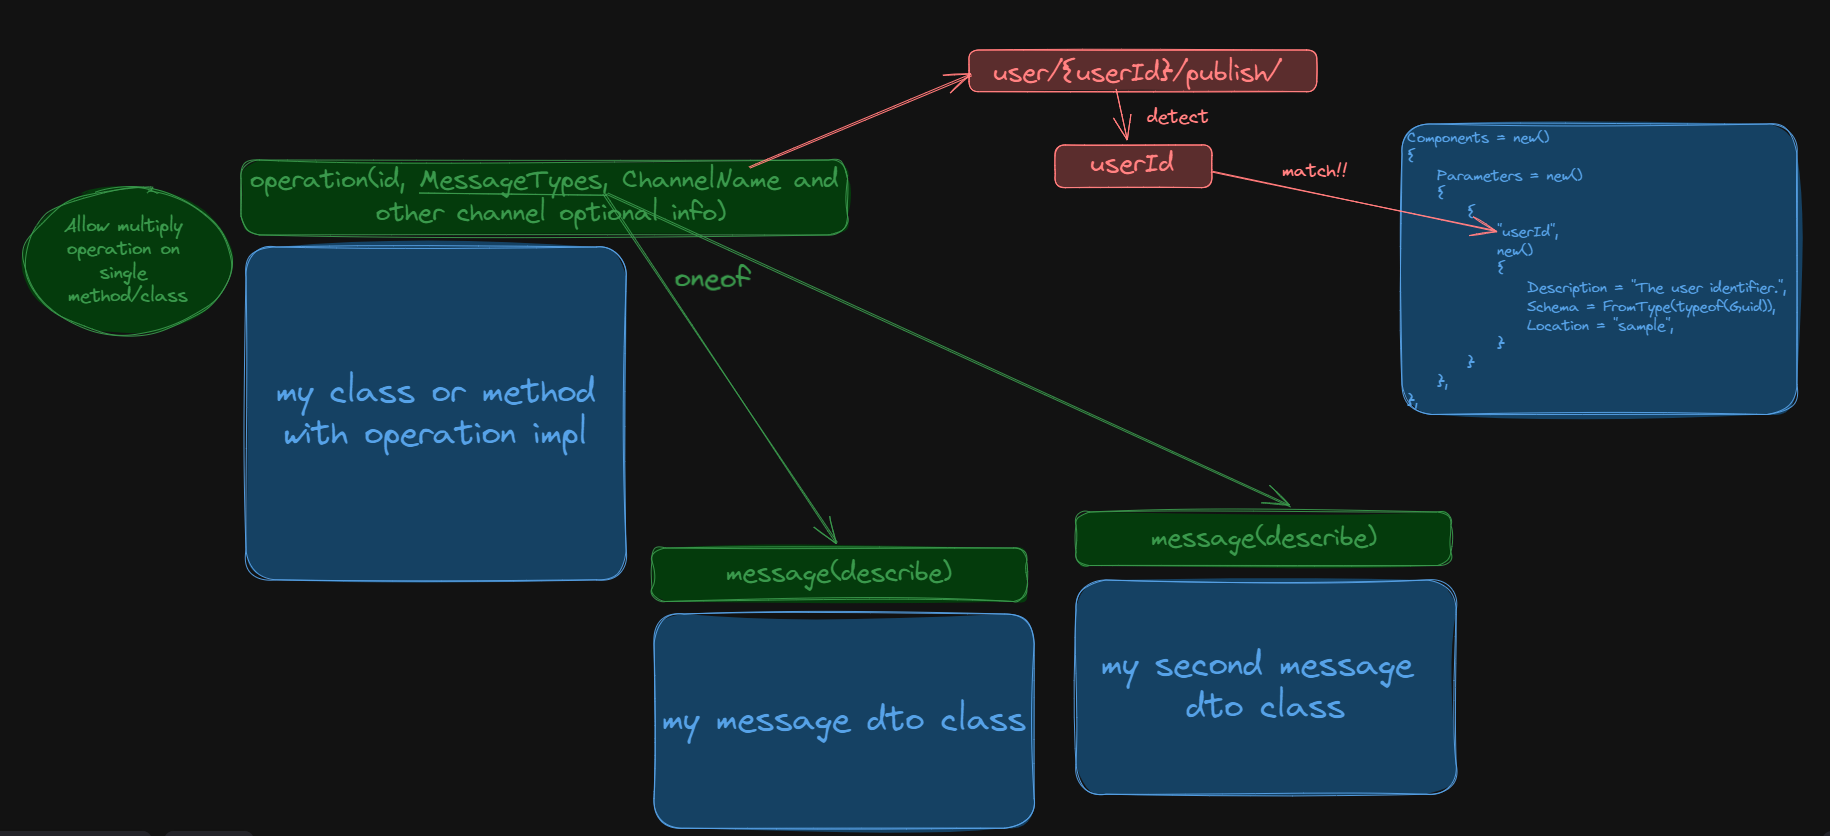 user/{userId}/publish/
detect
userId
match!!
operation(id, MessageTypes, ChannelName and
other channel optional info)
Allow multiply
operation on
single
method/class
oneof
my class or method
with operation impl
Components = new()
{
Parameters = new()
{
{
"userId",
new()
{
Description = "The user identifier.",
Schema = FromType(typeof(Guid)),
Location = "sample",
}
}
},
},
message(describe)
my message dto class
message(describe)
my second message
dto class